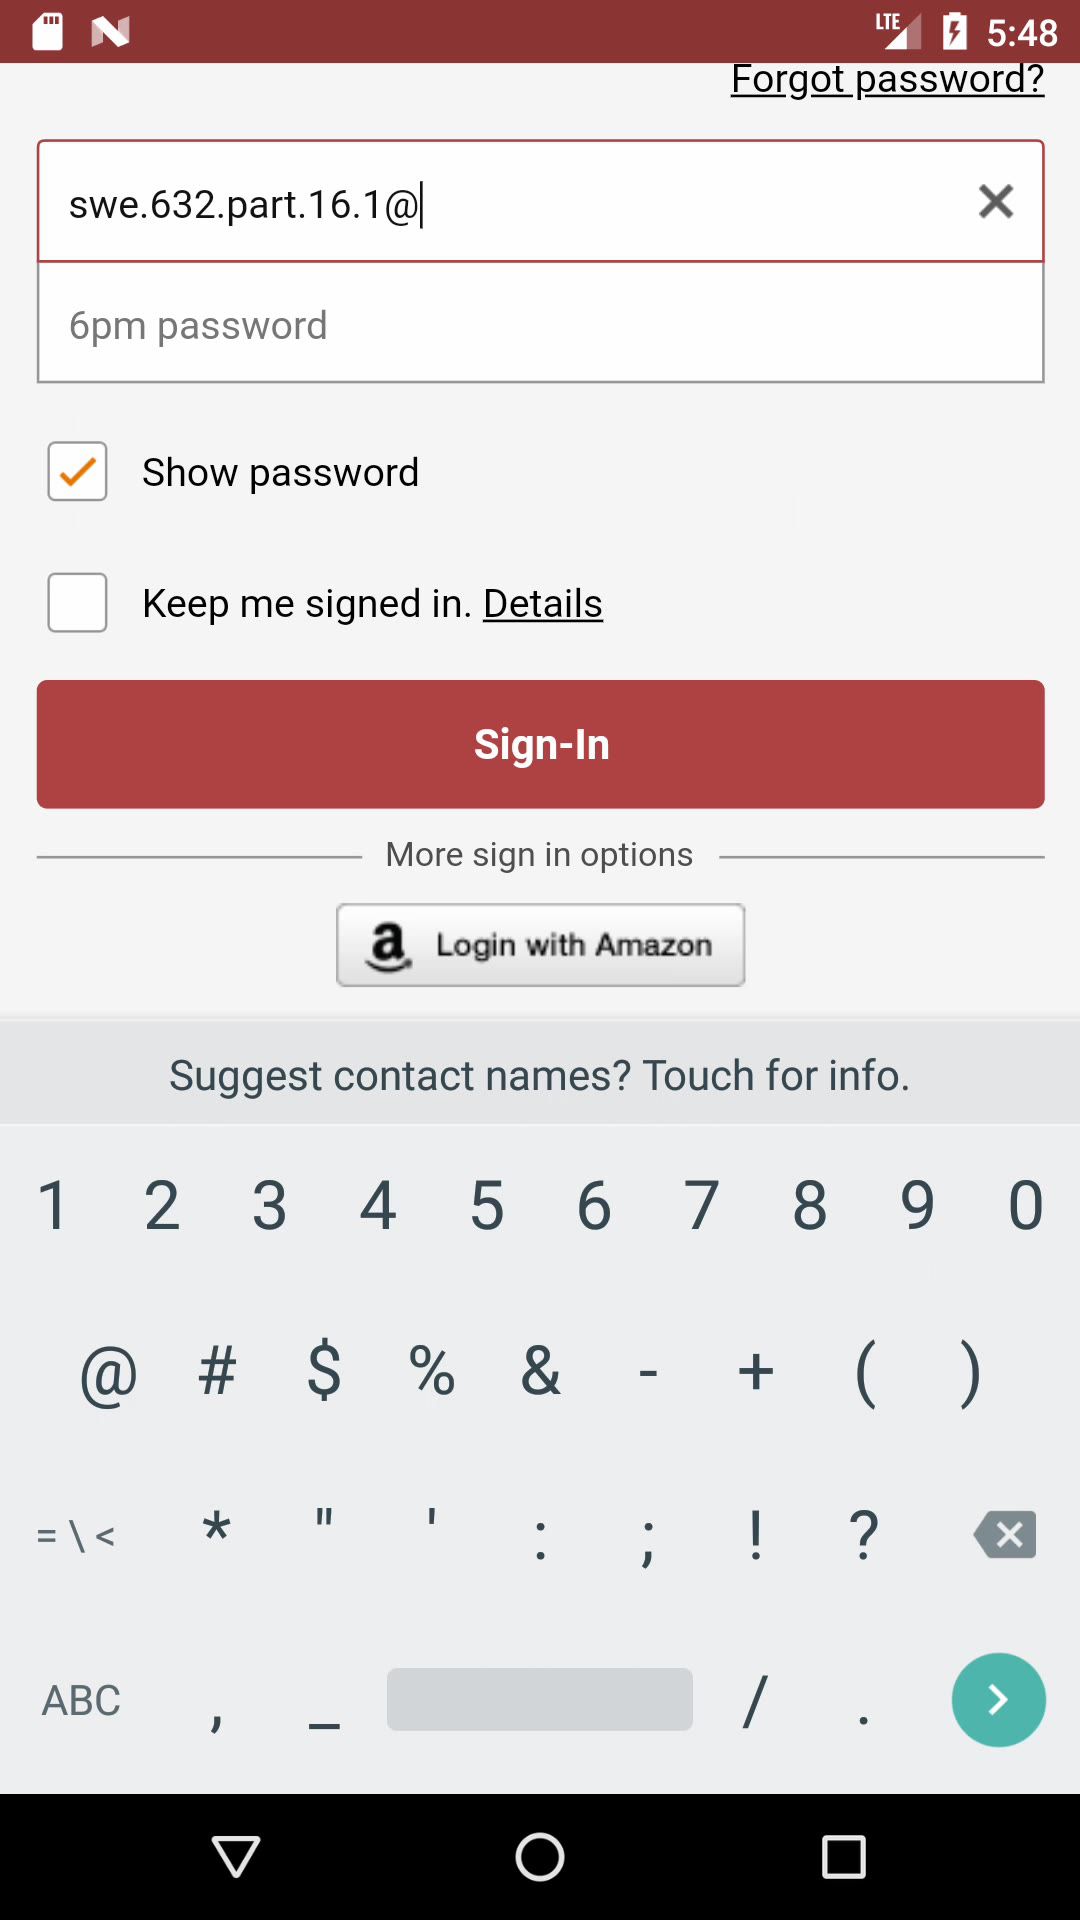 LTE 5:48
Forgot password?
swe.632.part.16.1@
6pm password
Show password
Keep me signed in. Details
Sign-In
More sign in options
a Login with Amazon
Suggest contact names? Touch for info.
1 2 3 4 5 6 7 8 9 0
@ # $ % & - + ( )
= \ < * " ' : ; ! ?
ABC , _ / .